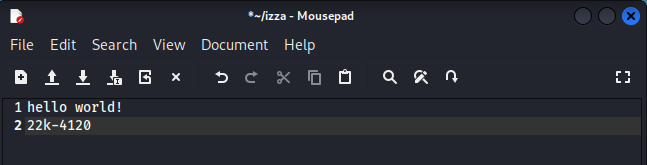 *~/izza - Mousepad
File Edit Search View Document Help
1 hello world!
2 22k-4120